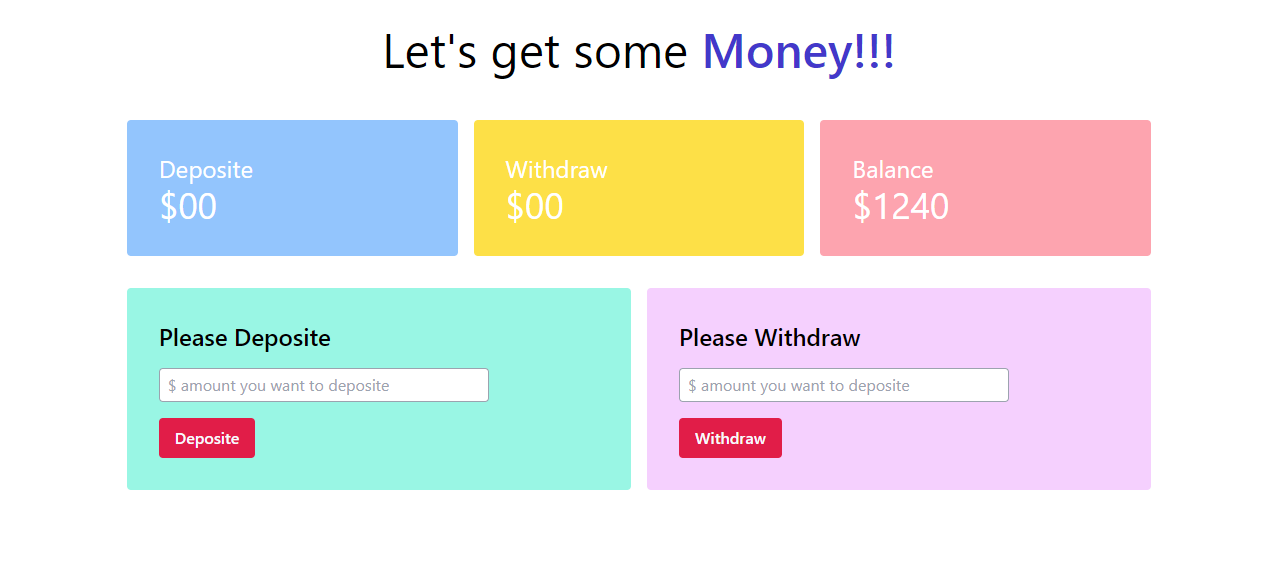 Let's get some Money!!!
Deposite
$00
Withdraw
$00
Balance
$1240
Please Deposite
$ amount you want to deposite
Deposite
Please Withdraw
$ amount you want to deposite
Withdraw